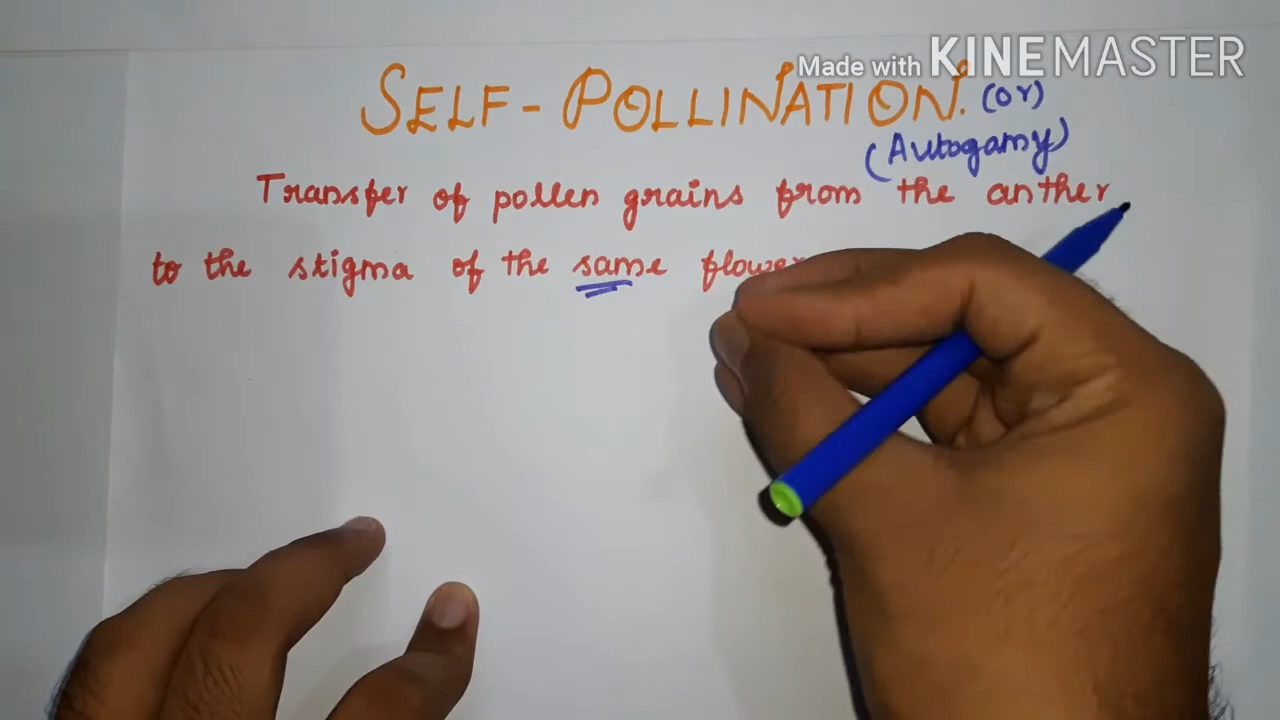 Made with KINEMASTER
SELF-POLLINATION. (or)
(Autogamy)
Transfer of pollen grains from the anther
to the stigma of the same flower